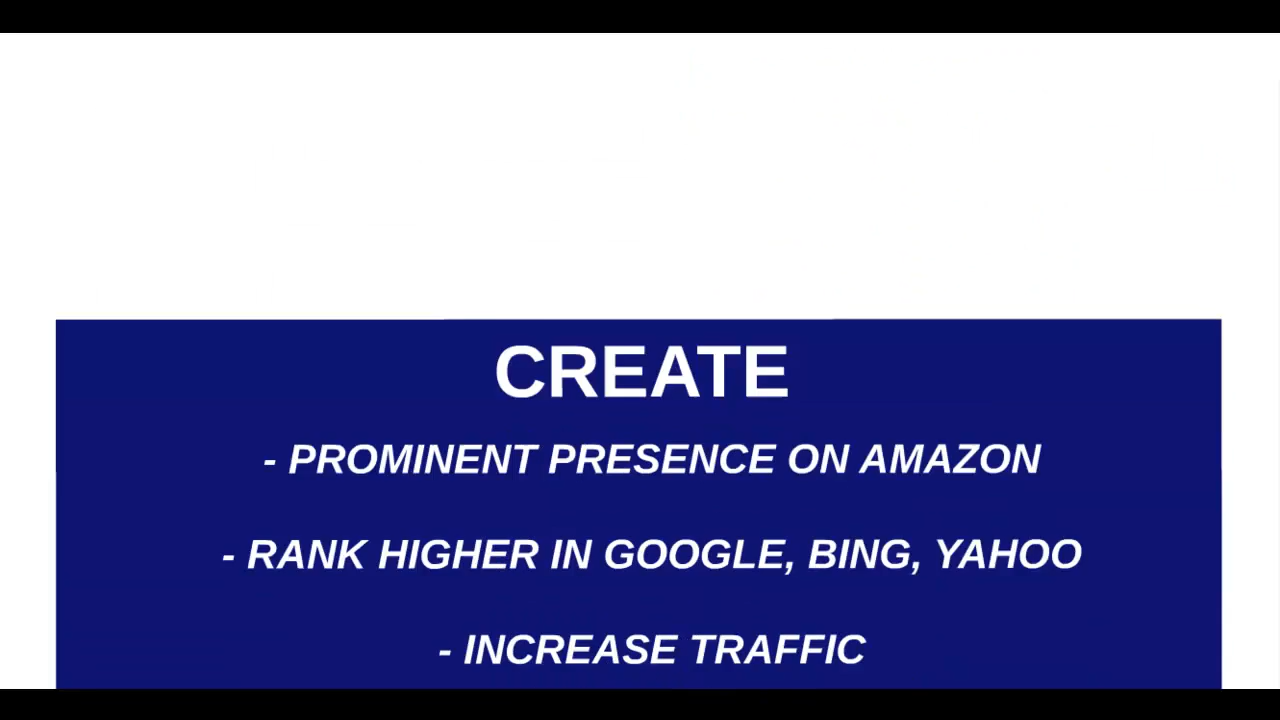 CREATE
- PROMINENT PRESENCE ON AMAZON
- RANK HIGHER IN GOOGLE, BING, YAHOO
- INCREASE TRAFFIC